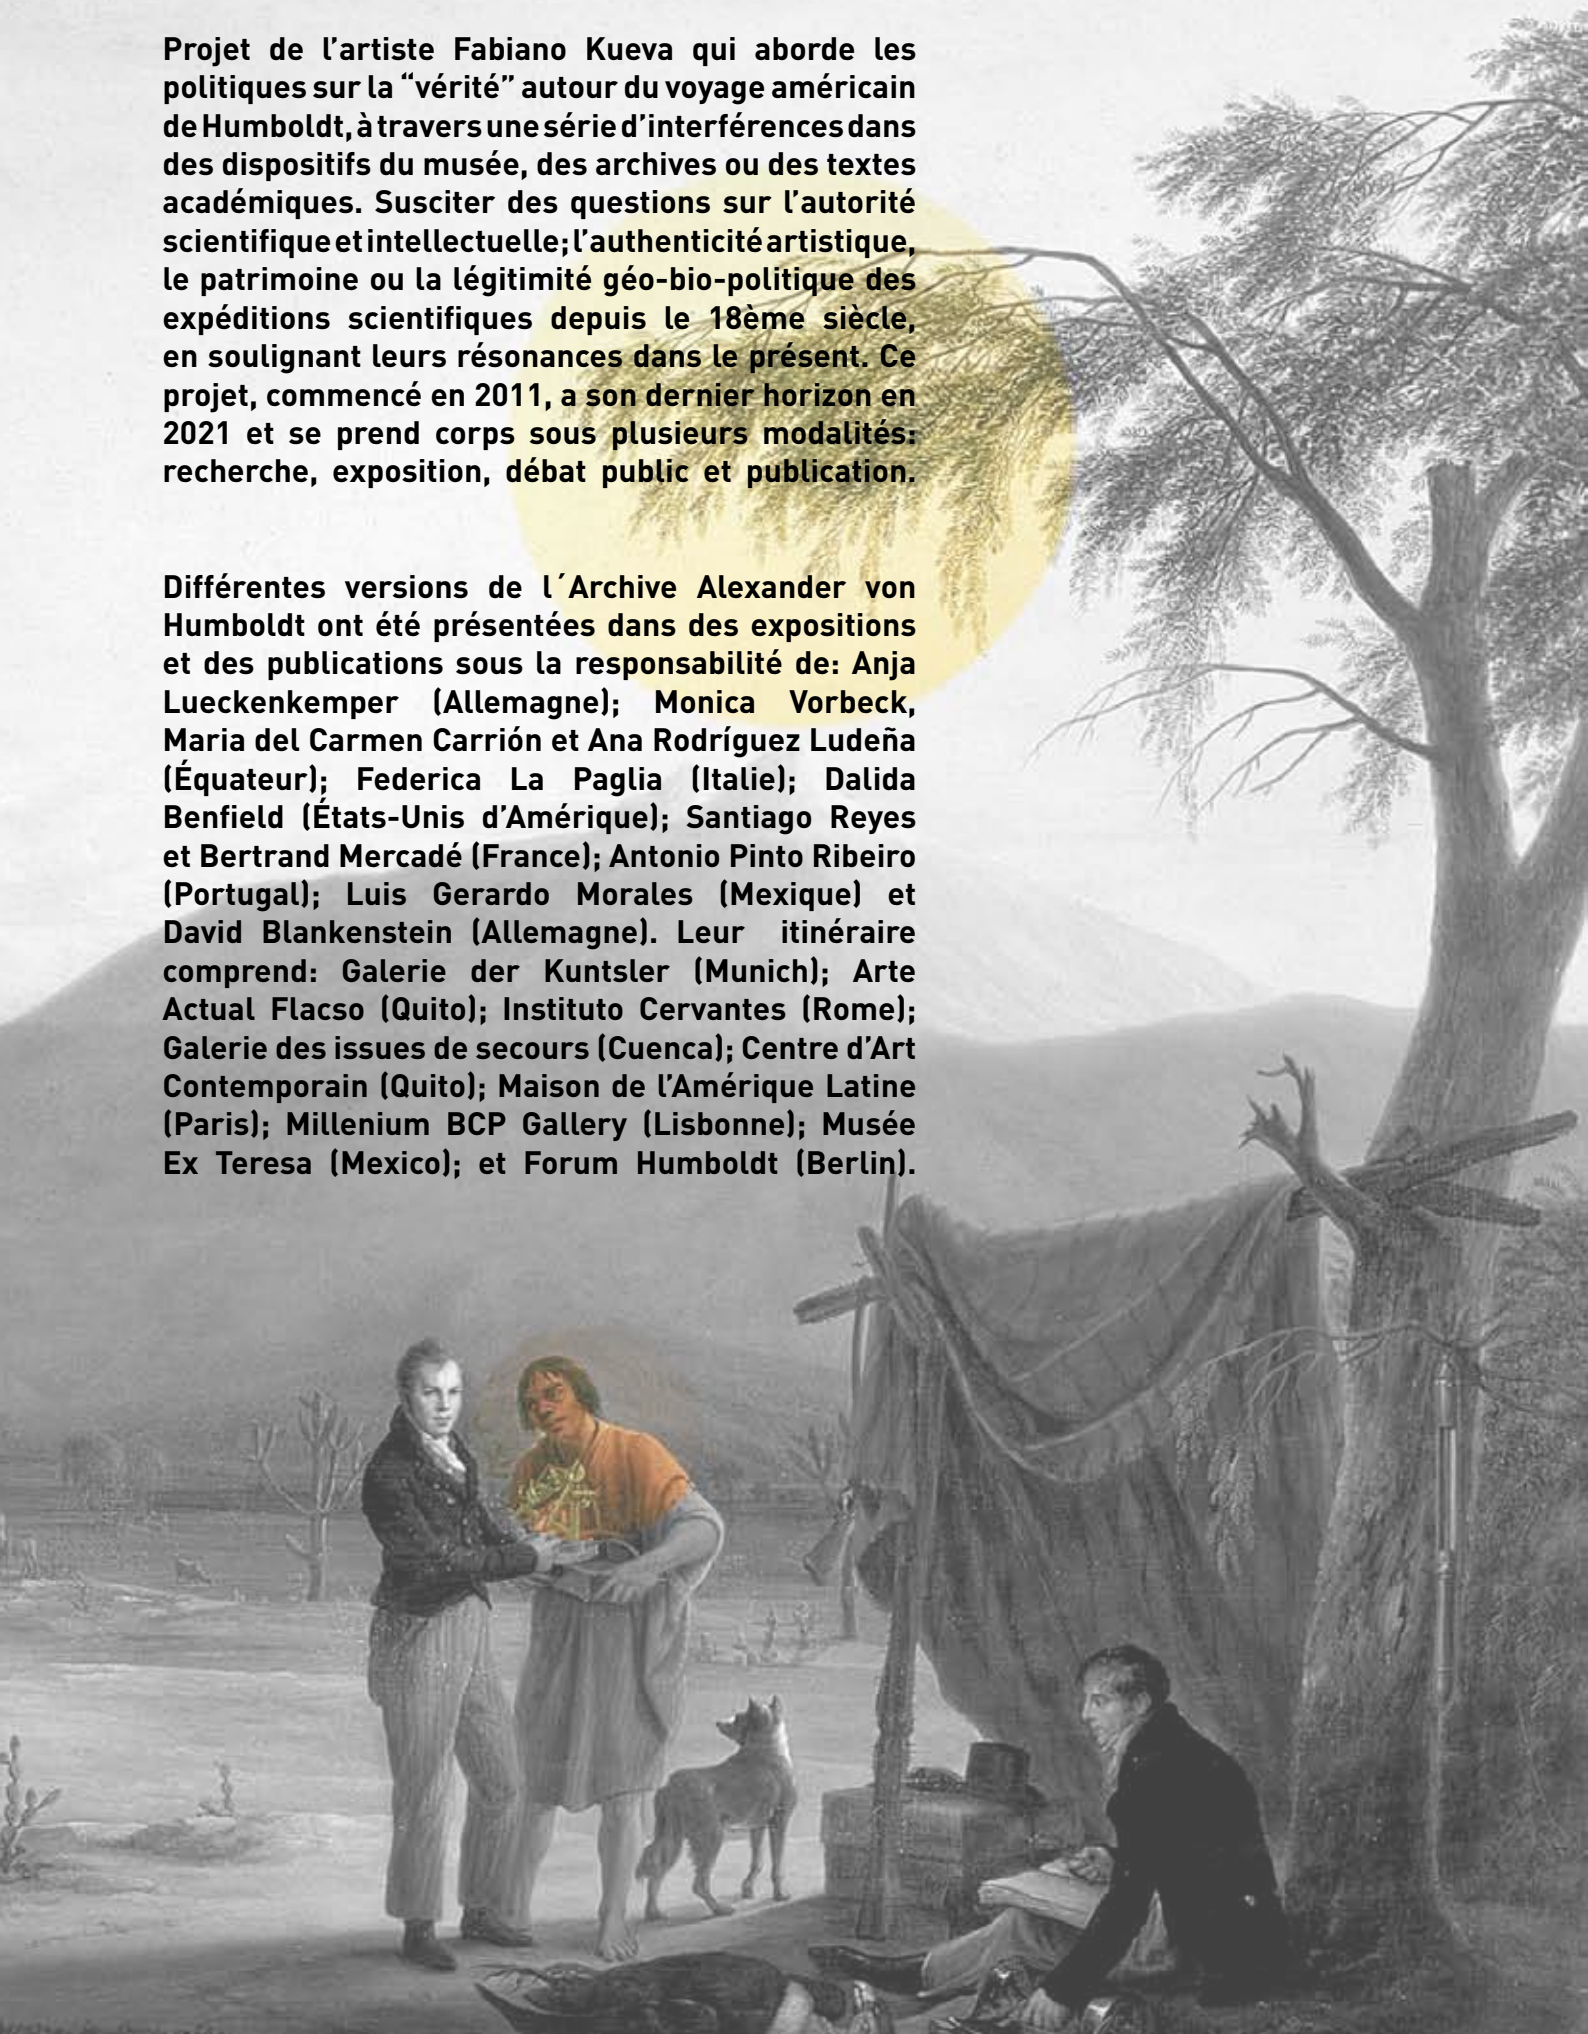 Projet de l’artiste Fabiano Kueva qui aborde les
politiques sur la “vérité” autour du voyage américain
de Humboldt, à travers une série d’interférences dans
des dispositifs du musée, des archives ou des textes
académiques. Susciter des questions sur l’autorité
scientifique et intellectuelle; l’authenticité artistique,
le patrimoine ou la légitimité géo-bio-politique des
expéditions scientifiques depuis le 18ème siècle,
en soulignant leurs résonances dans le présent. Ce
projet, commencé en 2011, a son dernier horizon en
2021 et se prend corps sous plusieurs modalités:
recherche, exposition, débat public et publication.
Différentes versions de l´Archive Alexander von
Humboldt ont été présentées dans des expositions
et des publications sous la responsabilité de: Anja
Lueckenkemper (Allemagne); Monica Vorbeck,
Maria del Carmen Carrión et Ana Rodríguez Ludeña
(Équateur); Federica La Paglia (Italie); Dalida
Benfield (États-Unis d’Amérique); Santiago Reyes
et Bertrand Mercadé (France); Antonio Pinto Ribeiro
(Portugal); Luis Gerardo Morales (Mexique) et
David Blankenstein (Allemagne). Leur itinéraire
comprend: Galerie der Kuntsler (Munich); Arte
Actual Flacso (Quito); Instituto Cervantes (Rome);
Galerie des issues de secours (Cuenca); Centre d’Art
Contemporain (Quito); Maison de l’Amérique Latine
(Paris); Millenium BCP Gallery (Lisbonne); Musée
Ex Teresa (Mexico); et Forum Humboldt (Berlin).